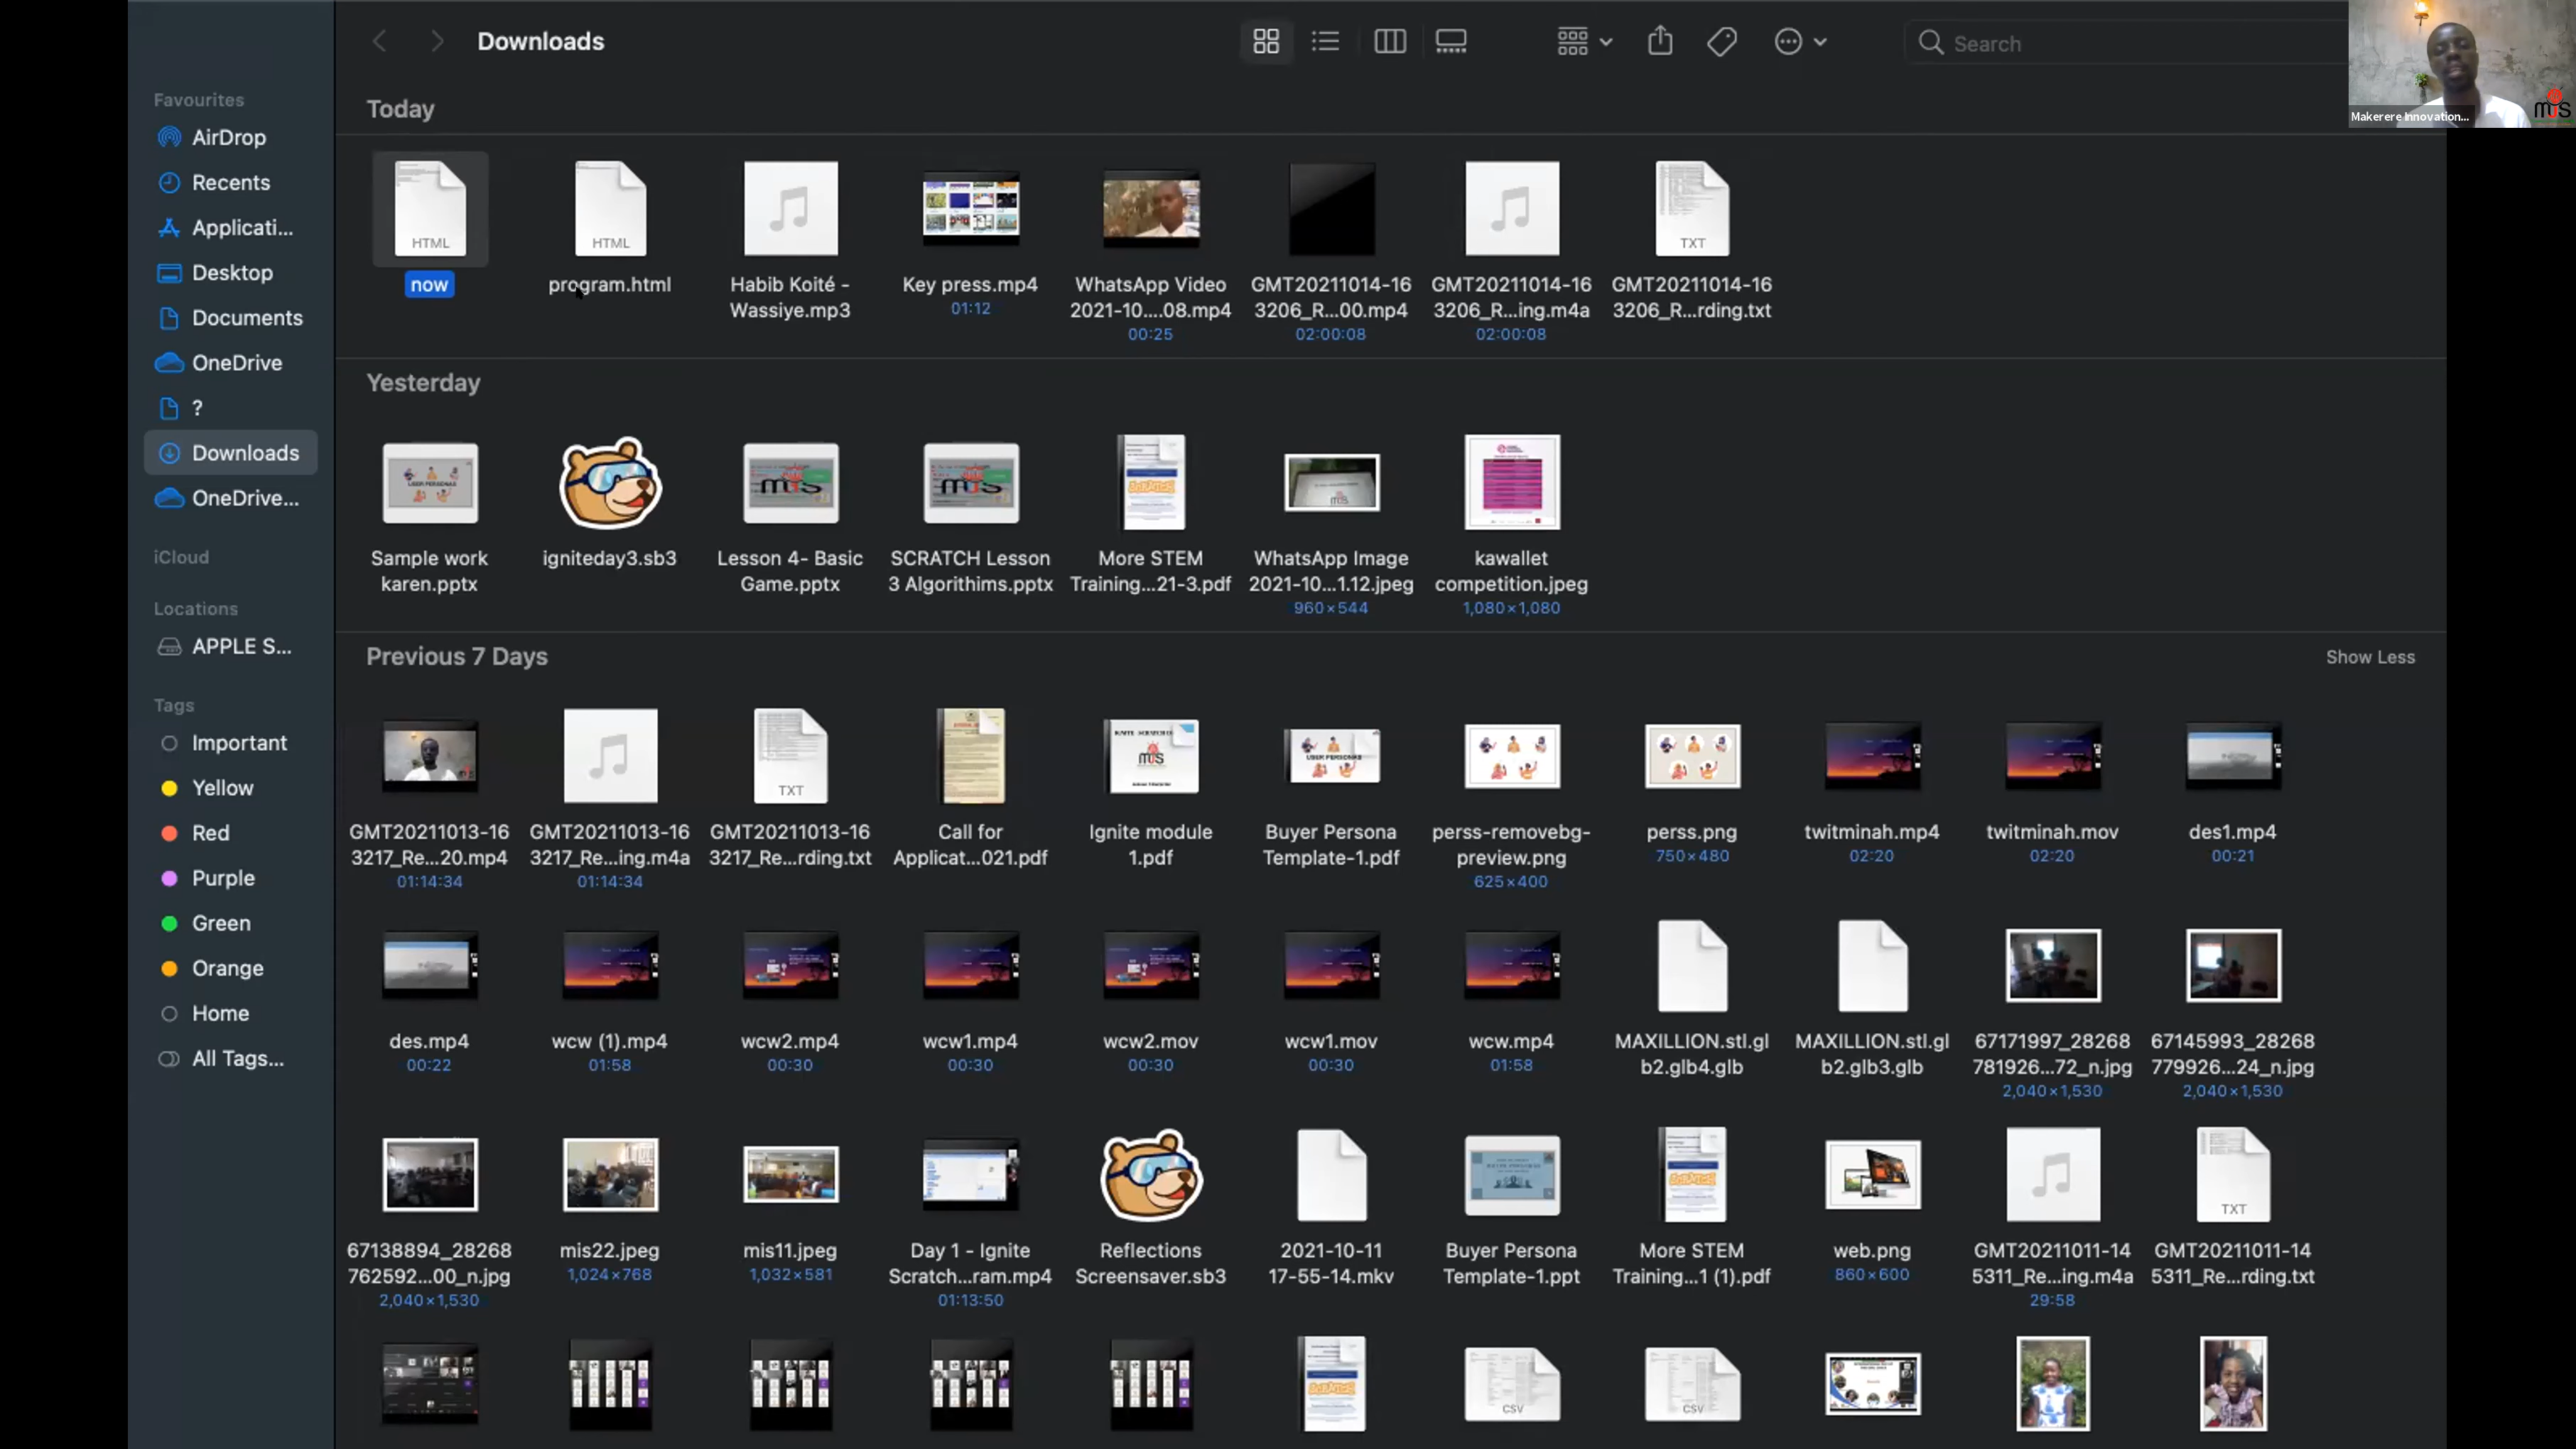 Downloads
Search
Makerere Innovation...
mis
Favourites
AirDrop
Recents
Applicati...
Desktop
Documents
OneDrive
?
Downloads
OneDrive...
iCloud
Locations
APPLE S...
Tags
Important
Yellow
Red
Purple
Green
Orange
Home
All Tags...
Today
HTML
HTML
TXT
now
program.html
Habib Koité -
Wassiye.mp3
Key press.mp4
01:12
WhatsApp Video
2021-10....08.mp4
00:25
GMT20211014-16
3206_R...00.mp4
02:00:08
GMT20211014-16
3206_R...ing.m4a
02:00:08
GMT20211014-16
3206_R...rding.txt
Yesterday
USER PERSONAS
mis
mis
SCRATCH
Sample work
karen.pptx
igniteday3.sb3
Lesson 4- Basic
Game.pptx
SCRATCH Lesson
3 Algorithims.pptx
More STEM
Training...21-3.pdf
WhatsApp Image
2021-10...1.12.jpeg
960×544
kawallet
competition.jpeg
1,080×1,080
Previous 7 Days
Show Less
TXT
mis
USER PERSONAS
GMT20211013-16
3217_Re...20.mp4
01:14:34
GMT20211013-16
3217_Re...ing.m4a
01:14:34
GMT20211013-16
3217_Re...rding.txt
Call for
Applicat...021.pdf
Ignite module
1.pdf
Buyer Persona
Template-1.pdf
perss-removebg-
preview.png
625×400
perss.png
750×480
twitminah.mp4
02:20
twitminah.mov
02:20
des1.mp4
00:21
des.mp4
00:22
wcw (1).mp4
01:58
wcw2.mp4
00:30
wcw1.mp4
00:30
wcw2.mov
00:30
wcw1.mov
00:30
wcw.mp4
01:58
MAXILLION.stl.gl
b2.glb4.glb
MAXILLION.stl.gl
b2.glb3.glb
67171997_28268
781926...72_n.jpg
2,040×1,530
67145993_28268
779926...24_n.jpg
2,040×1,530
SCRATCH
TXT
67138894_28268
762592...00_n.jpg
2,040×1,530
mis22.jpeg
1,024×768
mis11.jpeg
1,032×581
Day 1 - Ignite
Scratch...ram.mp4
01:13:50
Reflections
Screensaver.sb3
2021-10-11
17-55-14.mkv
Buyer Persona
Template-1.ppt
More STEM
Training...1 (1).pdf
web.png
860×600
GMT20211011-14
5311_Re...ing.m4a
29:58
GMT20211011-14
5311_Re...rding.txt
SCRATCH
CSV
CSV